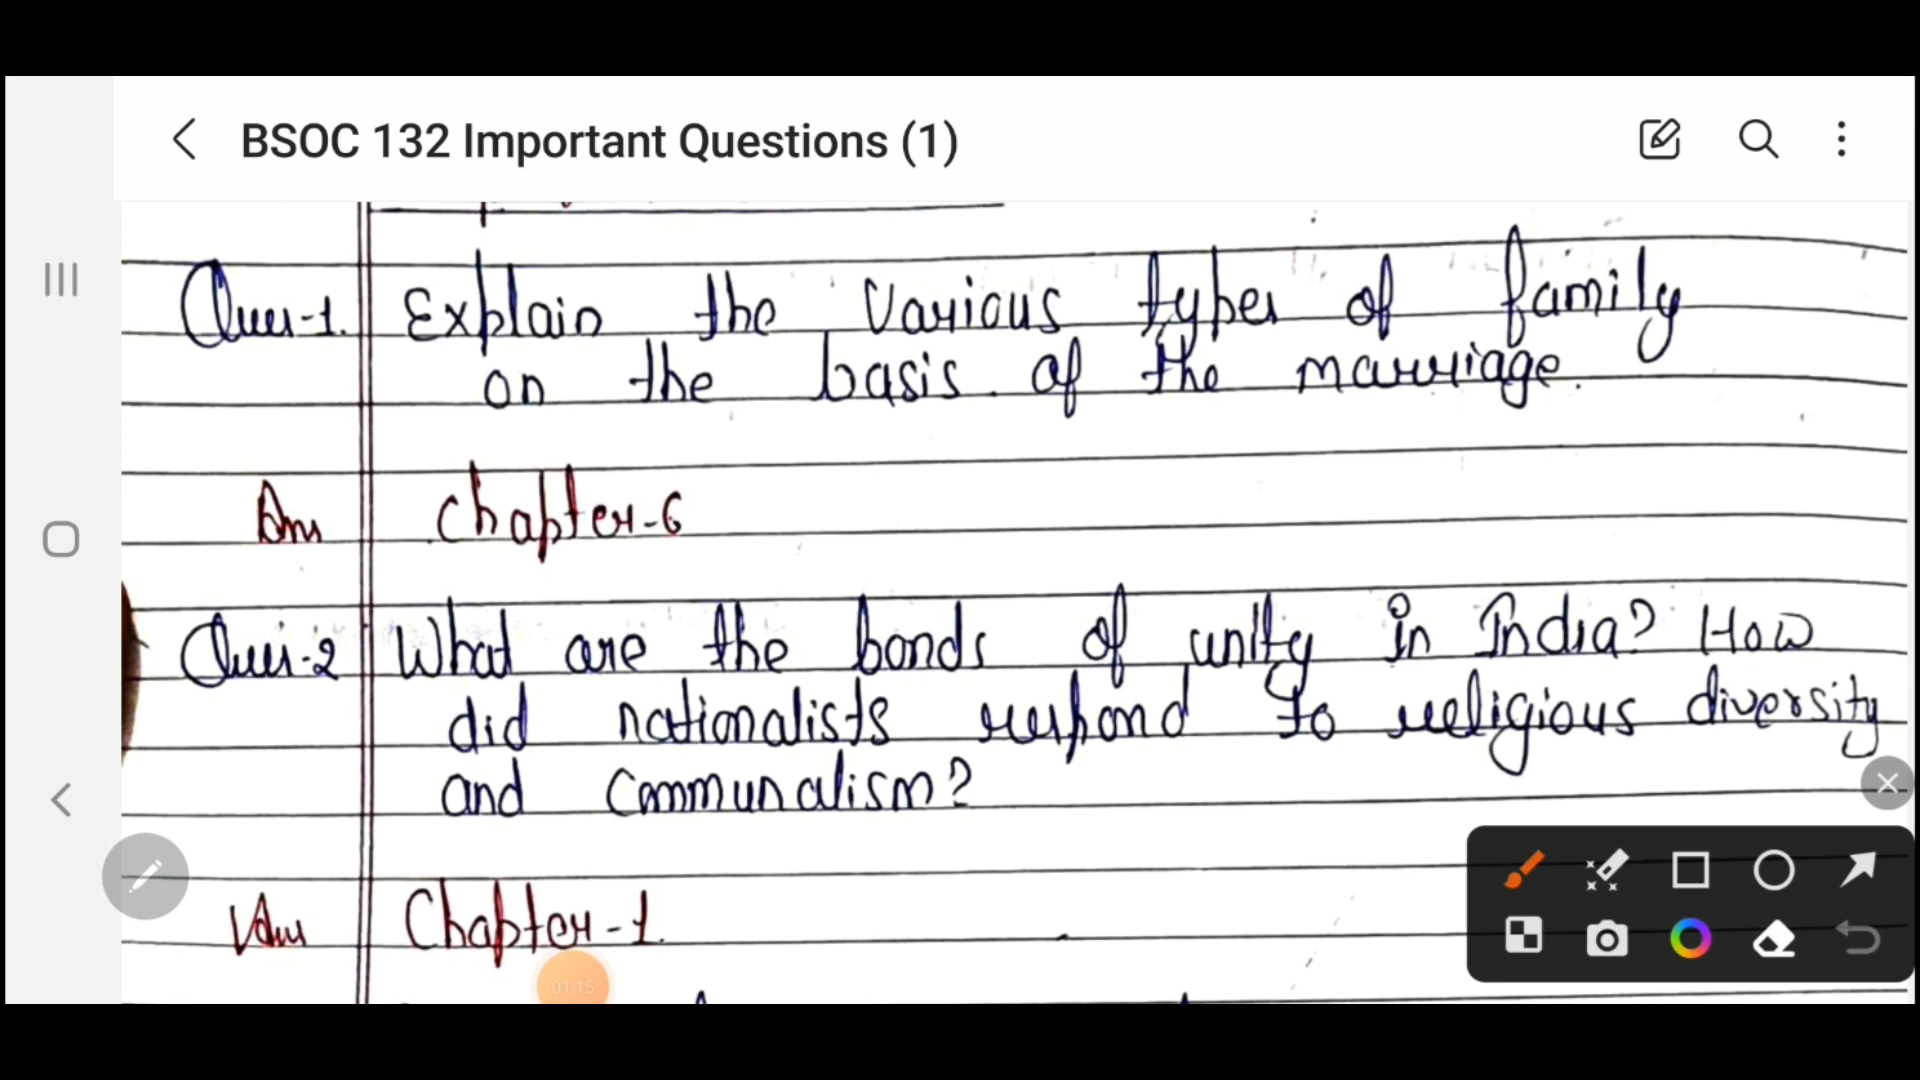 BSOC 132 Important Questions (1)
Ques-1. Explain the various types of family
on the basis of the marriage.
Ans Chapter-6
Ques-2 What are the bonds of unity in India? How
did nationalists respond to religious diversity
and Communalism?
Ans Chapter-1.
01:15